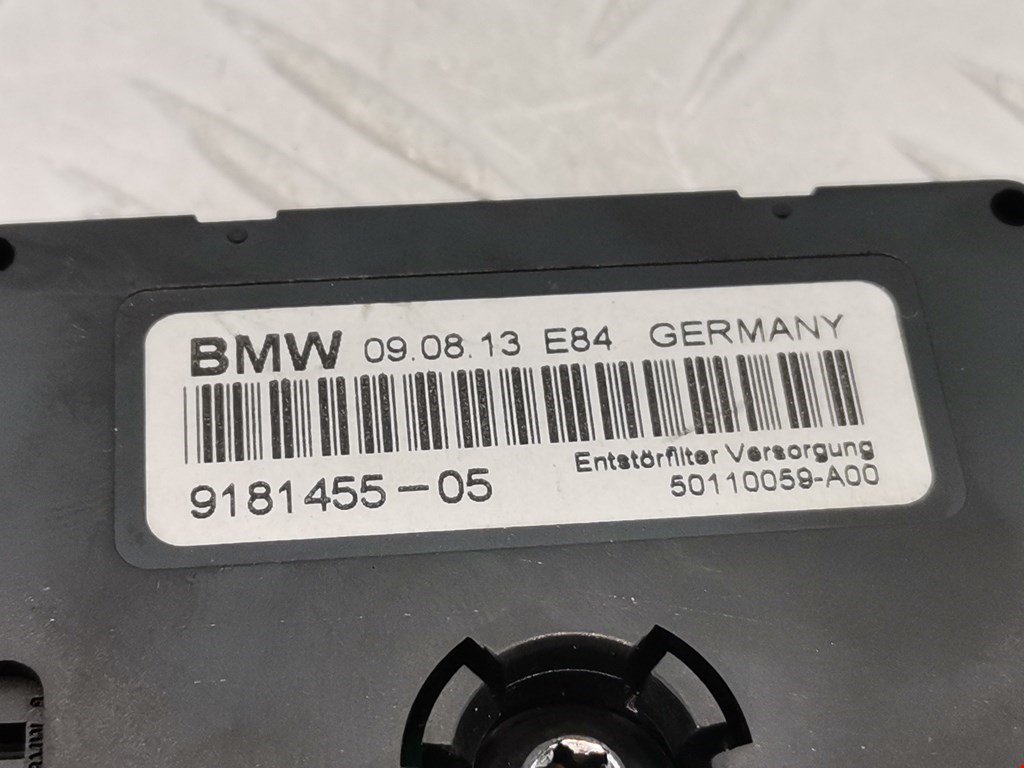 BMW 09.08.13 E84 GERMANY
Entstörfilter Versorgung
9181455-05 50110059-A00